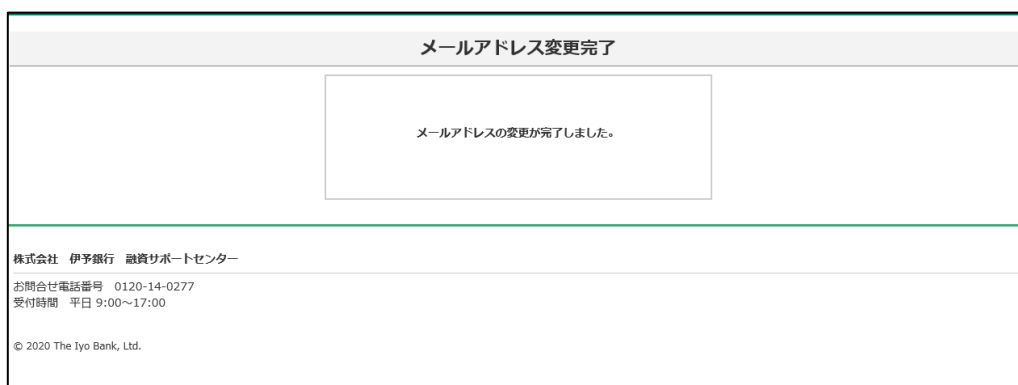 メールアドレス変更完了
メールアドレスの変更が完了しました。
株式会社　伊予銀行　融資サポートセンター
お問合せ電話番号　0120-14-0277
受付時間　平日 9:00～17:00
© 2020 The Iyo Bank, Ltd.